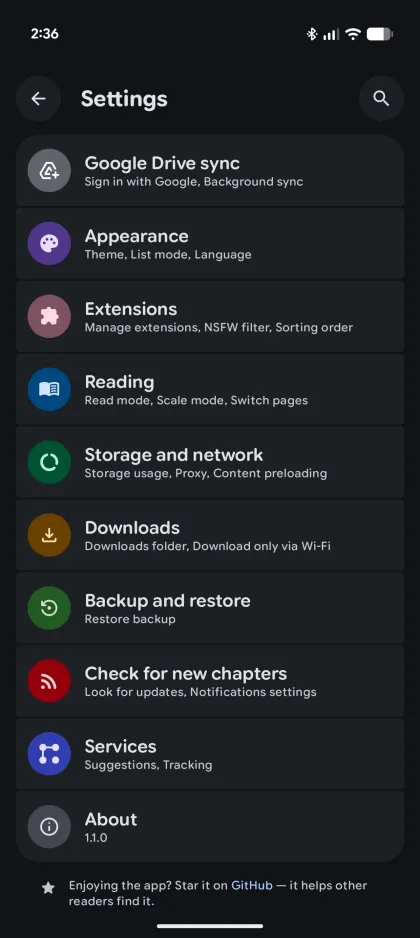 2:36
Settings
Google Drive sync
Sign in with Google, Background sync
Appearance
Theme, List mode, Language
Extensions
Manage extensions, NSFW filter, Sorting order
Reading
Read mode, Scale mode, Switch pages
Storage and network
Storage usage, Proxy, Content preloading
Downloads
Downloads folder, Download only via Wi-Fi
Backup and restore
Restore backup
Check for new chapters
Look for updates, Notifications settings
Services
Suggestions, Tracking
About
1.1.0
Enjoying the app? Star it on GitHub — it helps other
readers find it.